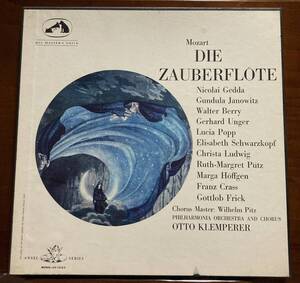 HIS MASTER'S VOICE
Mozart
DIE
ZAUBERFLÖTE
Nicolai Gedda
Gundula Janowitz
Walter Berry
Gerhard Unger
Lucia Popp
Elisabeth Schwarzkopf
Christa Ludwig
Ruth-Margret Pütz
Marga Höffgen
Franz Crass
Gottlob Frick
Chorus Master: Wilhelm Pitz
PHILHARMONIA ORCHESTRA AND CHORUS
OTTO KLEMPERER
ANGEL SERIES